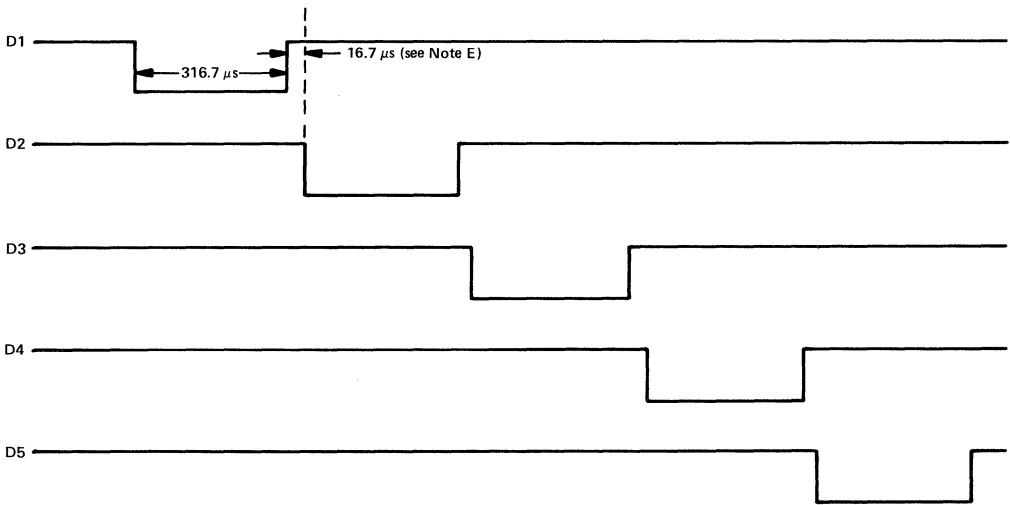 D1
16.7 μs (see Note E)
316.7 μs
D2
D3
D4
D5